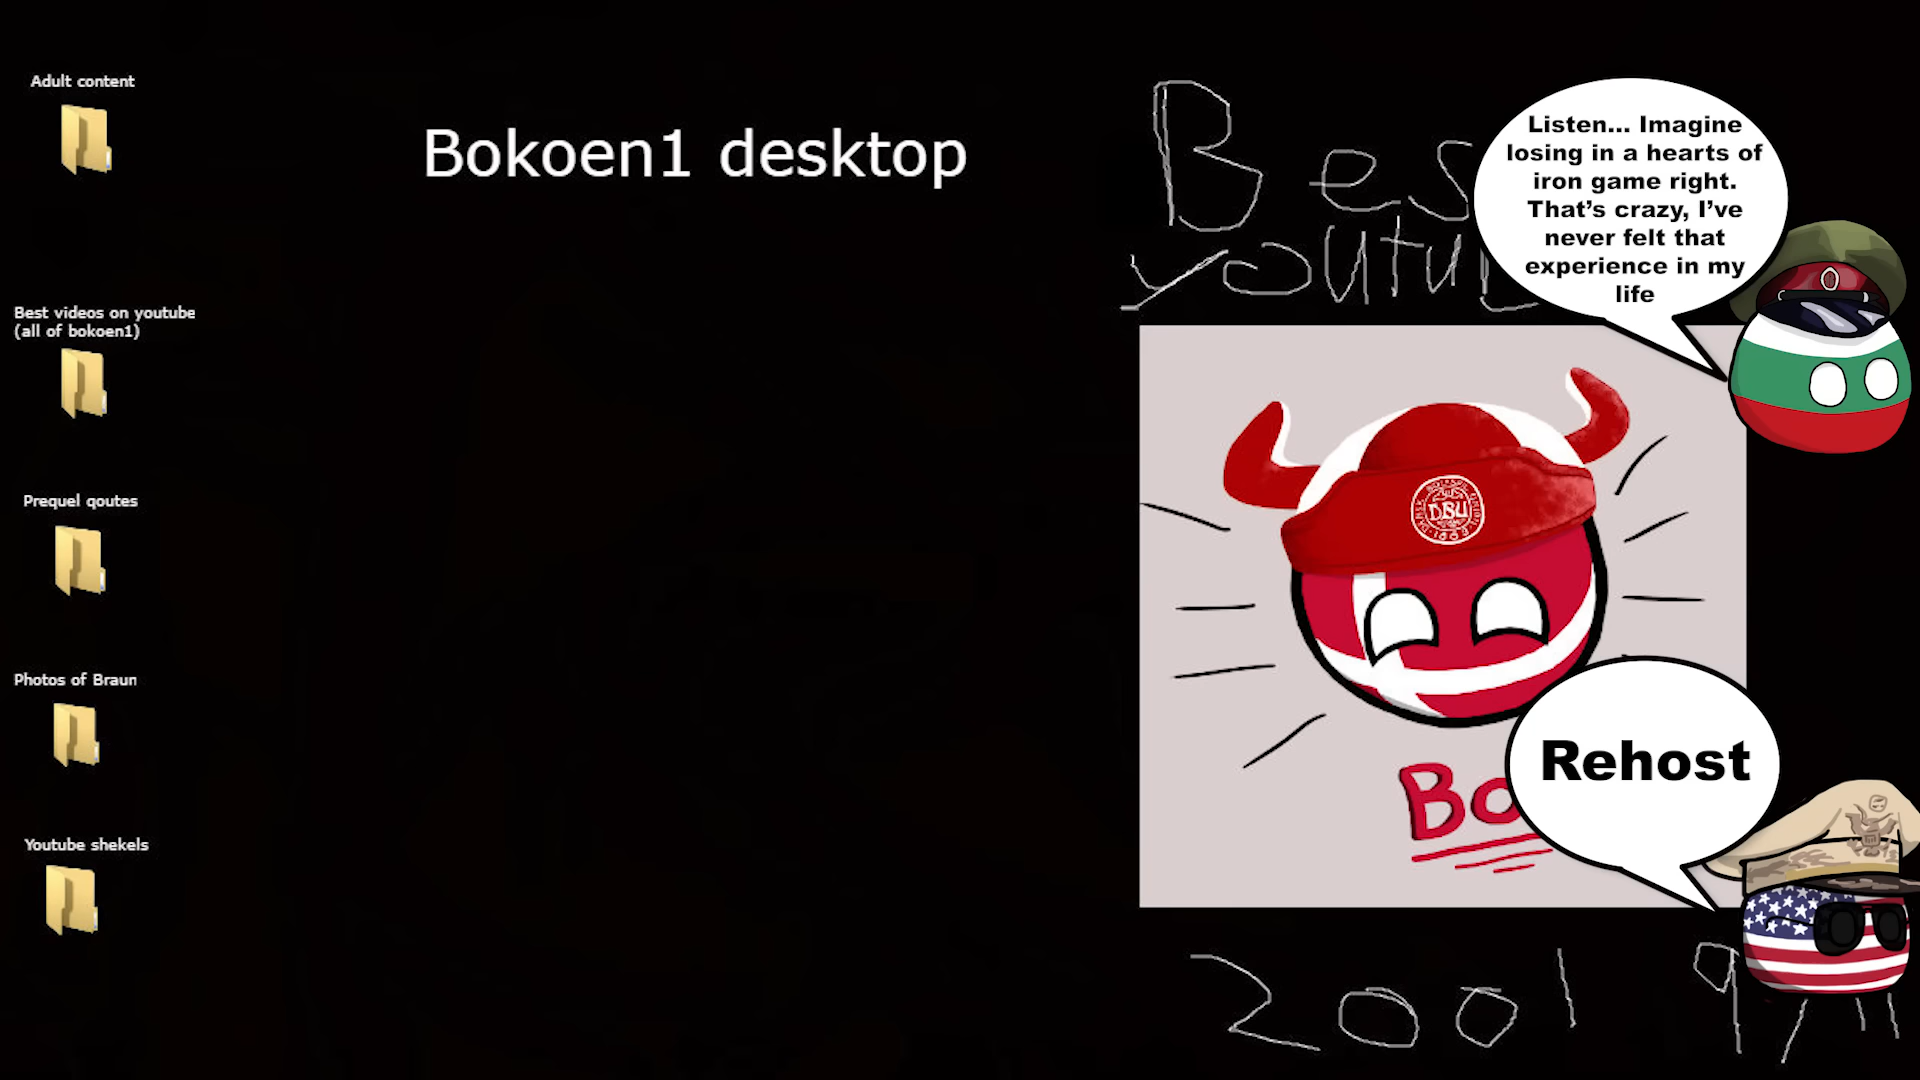 Adult content
Bokoen1 desktop
Best videos on youtube
(all of bokoen1)
Prequel qoutes
Photos of Braun
Youtube shekels
Listen... Imagine
losing in a hearts of
iron game right.
That's crazy, I've
never felt that
experience in my
life
DBU
Rehost
2001